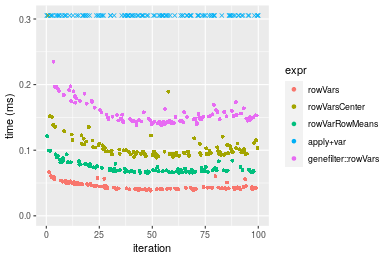 0.3
0.2
0.1
0.0
time (ms)
0
25
50
75
100
iteration
expr
rowVars
rowVarsCenter
rowVarRowMeans
apply+var
genefilter::rowVars